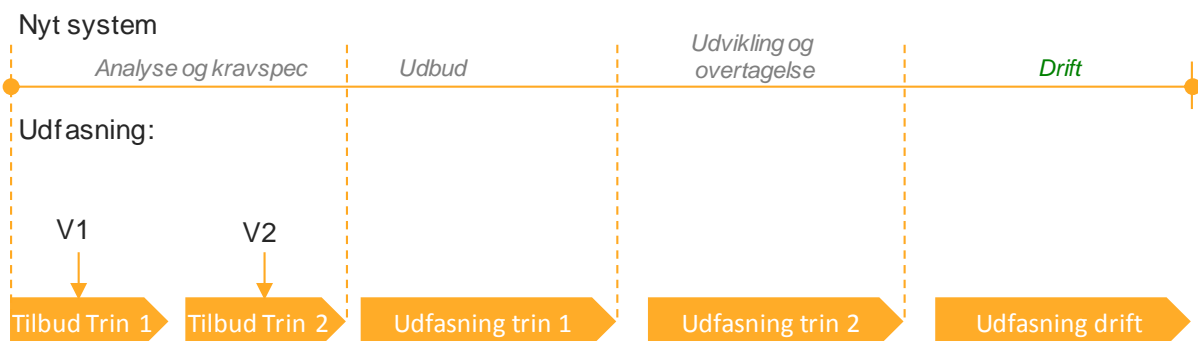 Nyt system
Analyse og kravspec
Udbud
Udvikling og
overtagelse
Drift
Udfasning:
V1
V2
Tilbud Trin 1
Tilbud Trin 2
Udfasning trin 1
Udfasning trin 2
Udfasning drift